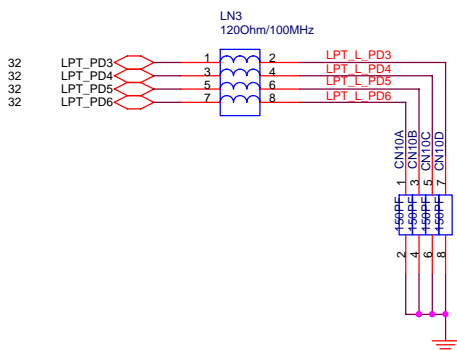 LN3
120Ohm/100MHz
32 LPT_PD3 1 2 LPT_L_PD3
32 LPT_PD4 3 4 LPT_L_PD4
32 LPT_PD5 5 6 LPT_L_PD5
32 LPT_PD6 7 8 LPT_L_PD6
CN10A CN10B CN10C CN10D
1 3 5 7
150PF 150PF 150PF 150PF
2 4 6 8